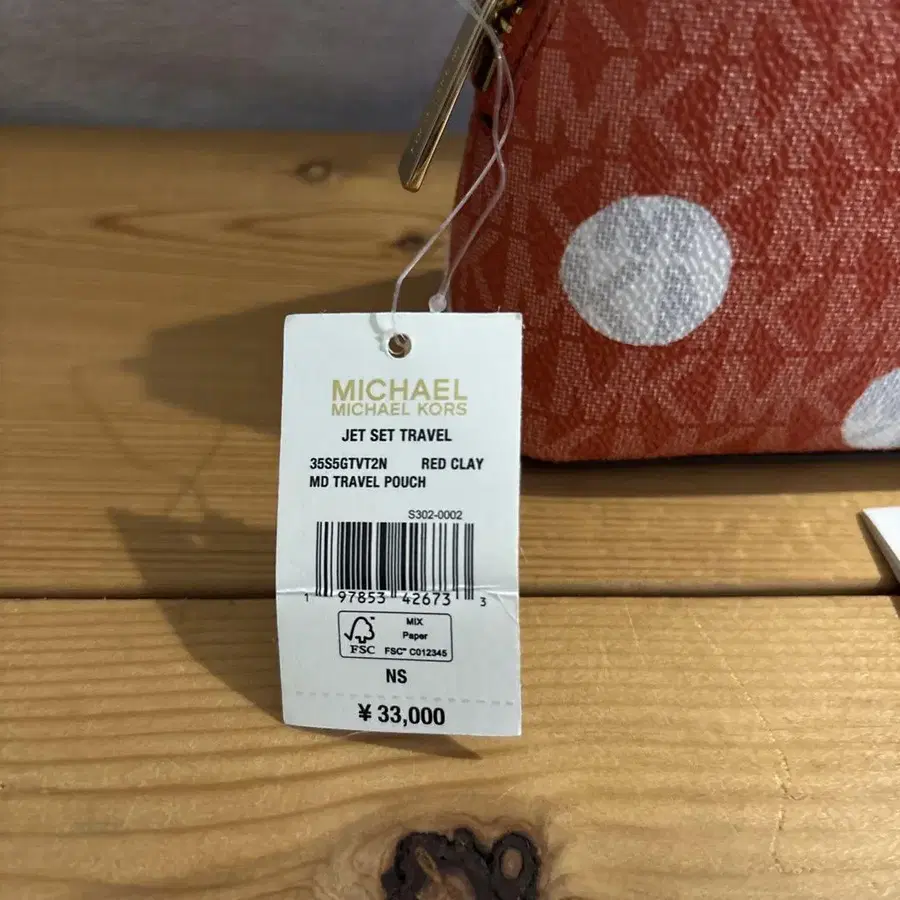 MICHAEL
MICHAEL KORS
JET SET TRAVEL
35S5GTVT2N RED CLAY
MD TRAVEL POUCH
S302-0002
1 97853 42673 3
FSC
MIX
Paper
FSC™ C012345
NS
¥ 33,000